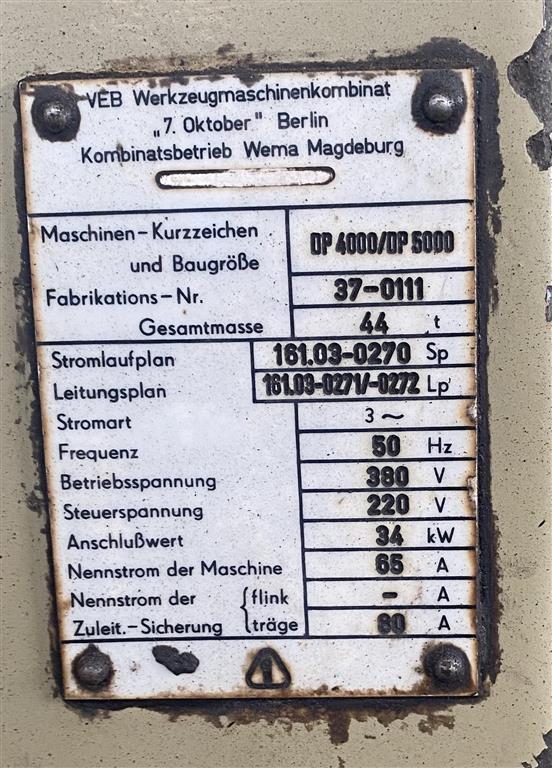 VEB Werkzeugmaschinenkombinat
„7. Oktober" Berlin
Kombinatsbetrieb Wema Magdeburg
Maschinen-Kurzzeichen
und Baugröße DP 4000/DP 5000
Fabrikations-Nr. 37-0111
Gesamtmasse 44 t
Stromlaufplan 161.03-0270 Sp
Leitungsplan 161.03-0271/-0272 Lp
Stromart 3 ~
Frequenz 50 Hz
Betriebsspannung 380 V
Steuerspannung 220 V
Anschlußwert 34 kW
Nennstrom der Maschine 65 A
Nennstrom der { flink - A
Zuleit.-Sicherung { träge 80 A
1